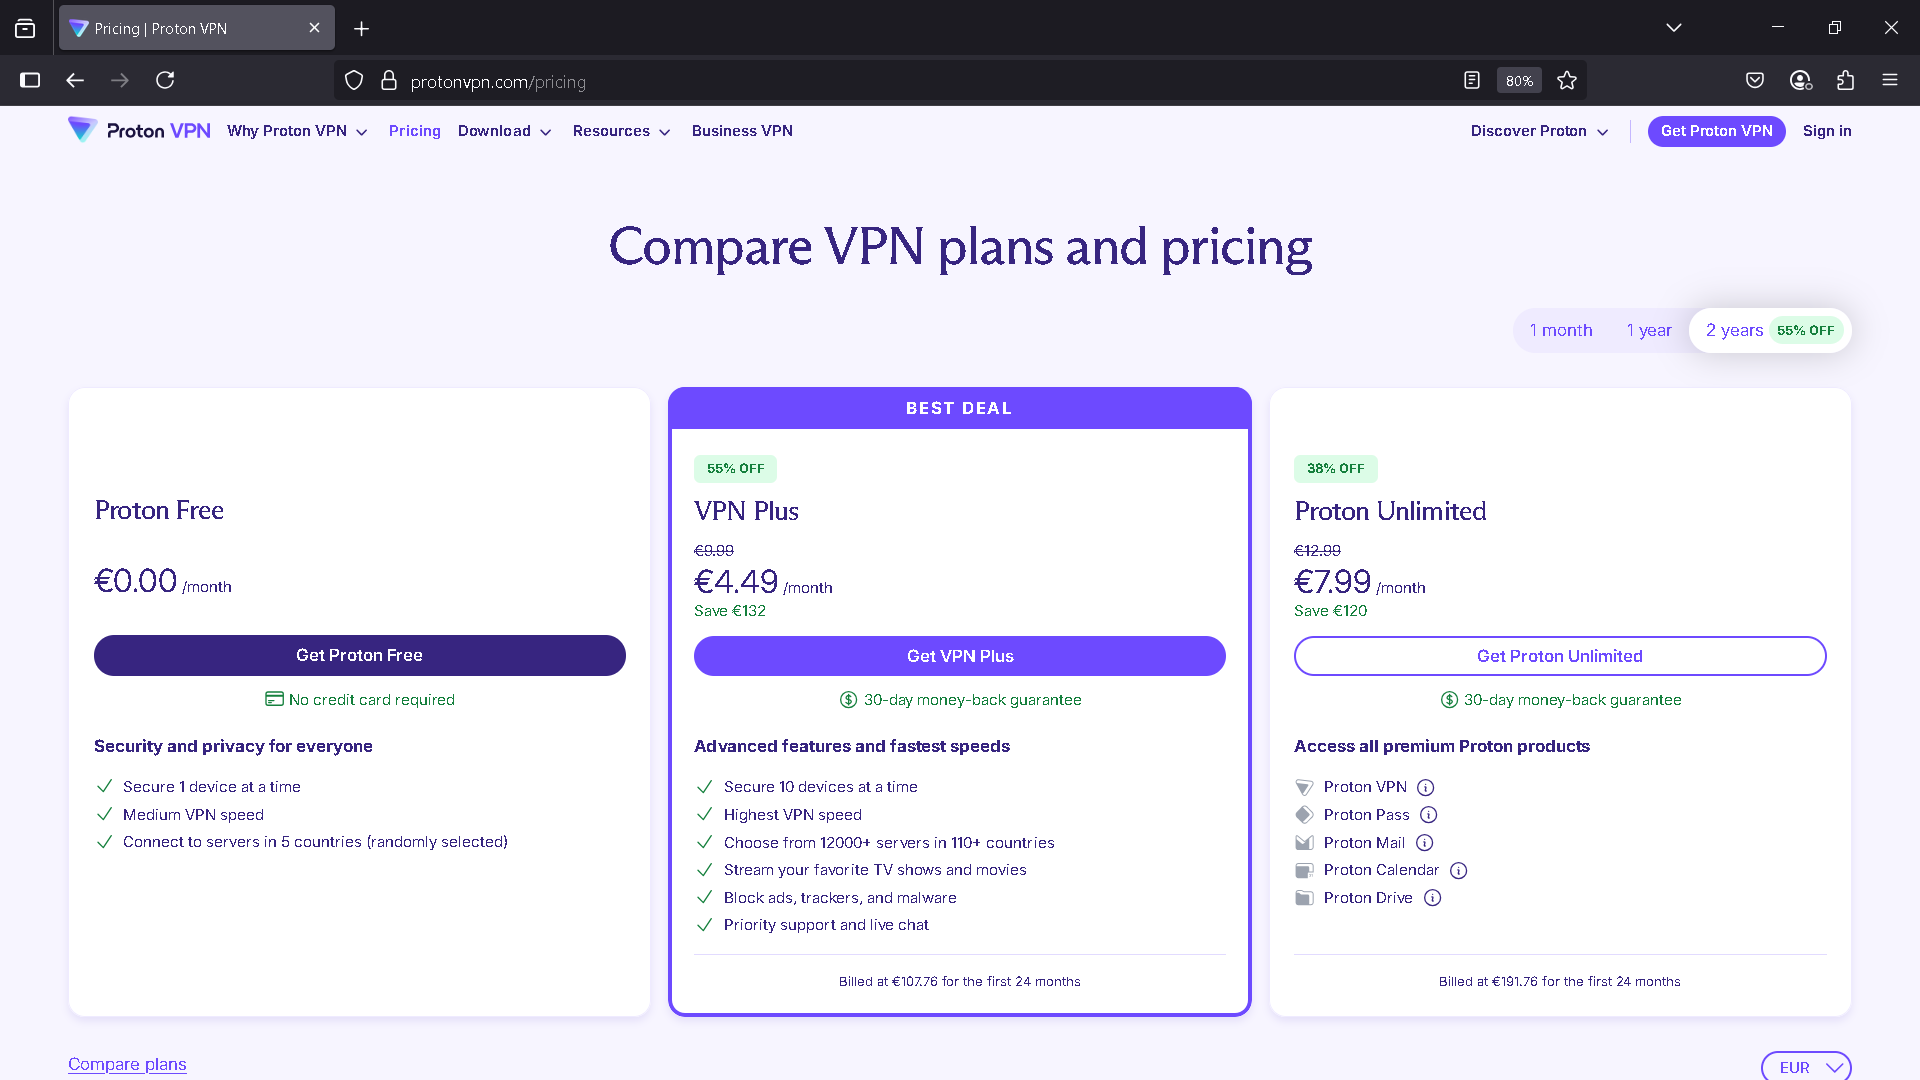 Pricing | Proton VPN
protonvpn.com/pricing
80%
Proton VPN
Why Proton VPN
Pricing
Download
Resources
Business VPN
Discover Proton
Get Proton VPN
Sign in
Compare VPN plans and pricing
1 month
1 year
2 years 55% OFF
Proton Free
€0.00 /month
Get Proton Free
No credit card required
Security and privacy for everyone
Secure 1 device at a time
Medium VPN speed
Connect to servers in 5 countries (randomly selected)
BEST DEAL
55% OFF
VPN Plus
€9.99
€4.49 /month
Save €132
Get VPN Plus
30-day money-back guarantee
Advanced features and fastest speeds
Secure 10 devices at a time
Highest VPN speed
Choose from 12000+ servers in 110+ countries
Stream your favorite TV shows and movies
Block ads, trackers, and malware
Priority support and live chat
Billed at €107.76 for the first 24 months
38% OFF
Proton Unlimited
€12.99
€7.99 /month
Save €120
Get Proton Unlimited
30-day money-back guarantee
Access all premium Proton products
Proton VPN
Proton Pass
Proton Mail
Proton Calendar
Proton Drive
Billed at €191.76 for the first 24 months
Compare plans
EUR